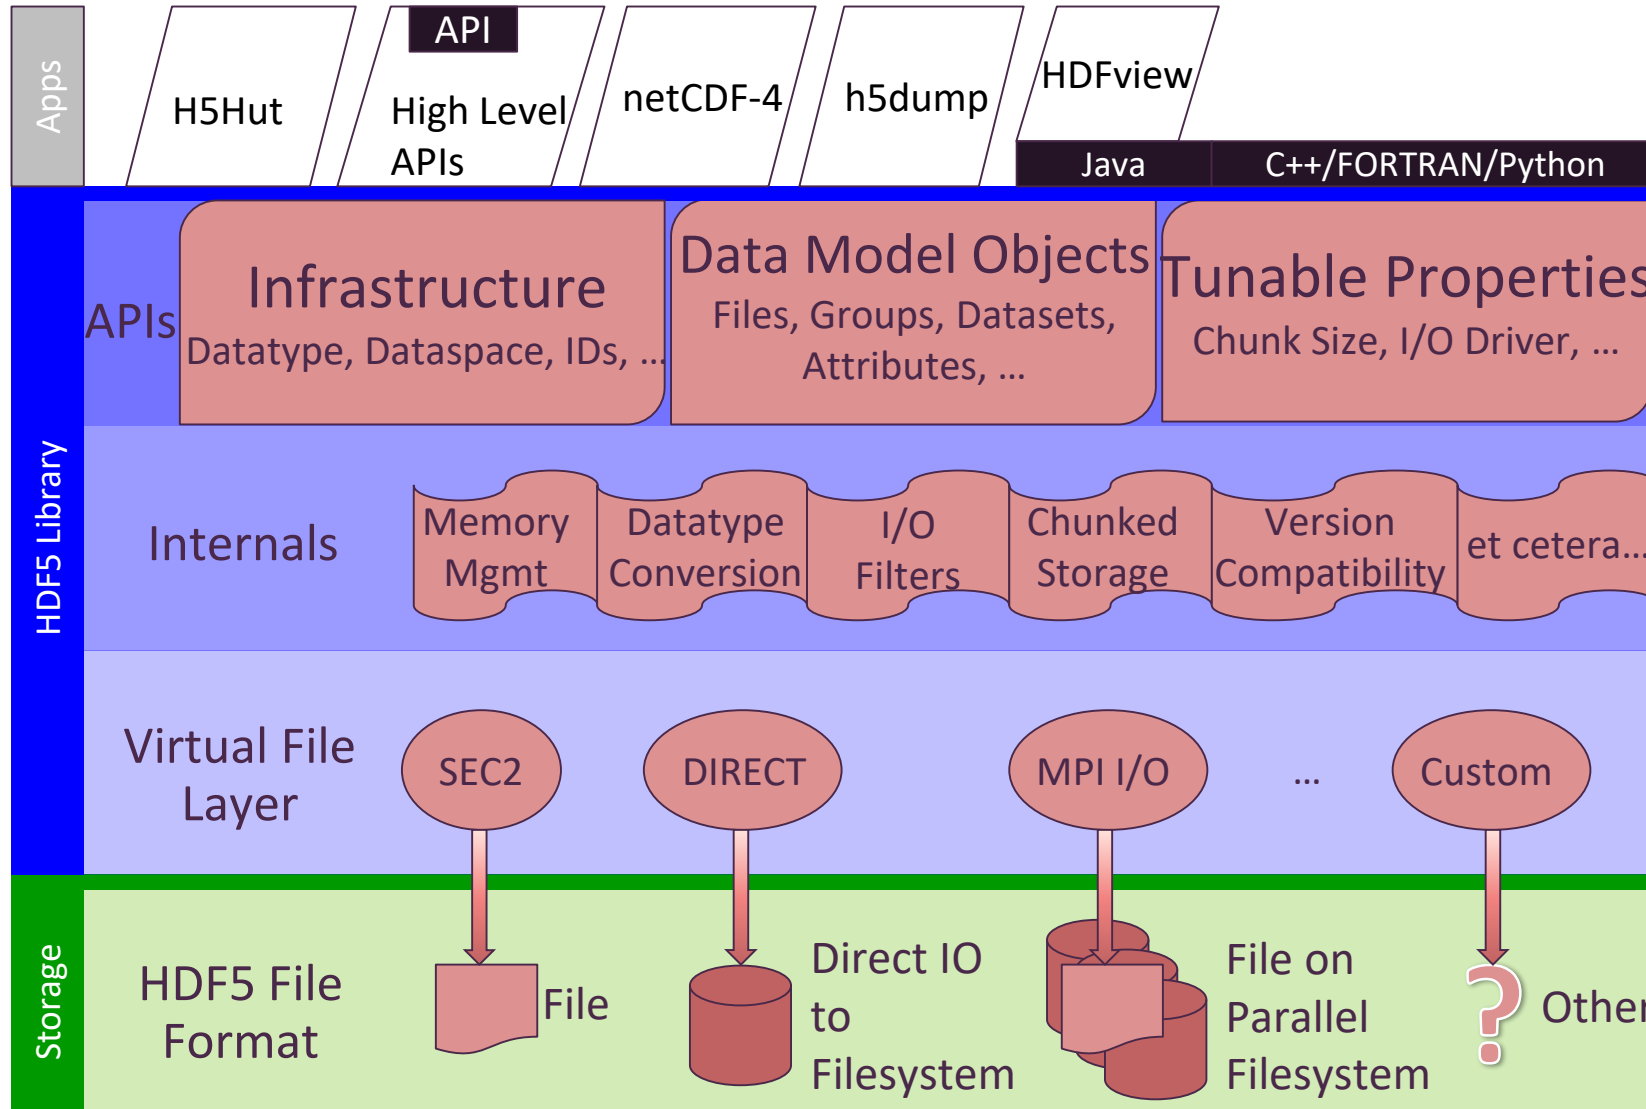 Apps
H5Hut
API
High Level
APIs
netCDF-4
h5dump
HDFview
Java
C++/FORTRAN/Python
HDF5 Library
APIs
Infrastructure
Datatype, Dataspace, IDs, …
Data Model Objects
Files, Groups, Datasets,
Attributes, …
Tunable Properties
Chunk Size, I/O Driver, …
Internals
Memory
Mgmt
Datatype
Conversion
I/O
Filters
Chunked
Storage
Version
Compatibility
et cetera…
Virtual File
Layer
SEC2
DIRECT
MPI I/O
…
Custom
Storage
HDF5 File
Format
File
Direct IO
to
Filesystem
File on
Parallel
Filesystem
?
Other